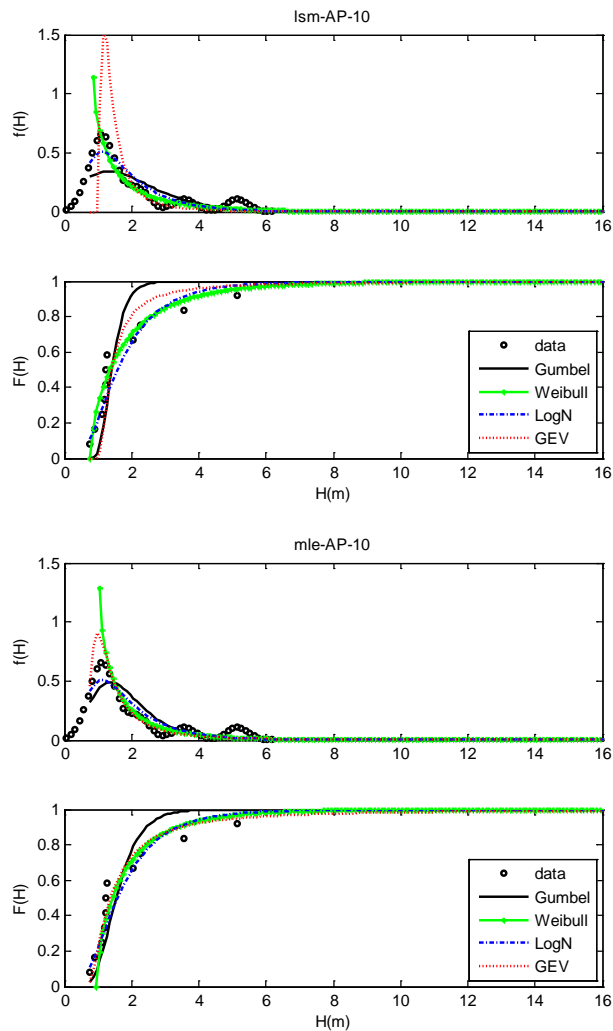 lsm-AP-10
1.5
1
f(H)
0.5
0
0 2 4 6 8 10 12 14 16
1
0.8
0.6
F(H)
0.4
0.2
0
data
Gumbel
Weibull
LogN
GEV
0 2 4 6 8 10 12 14 16
H(m)
mle-AP-10
1.5
1
f(H)
0.5
0
0 2 4 6 8 10 12 14 16
1
0.8
0.6
F(H)
0.4
0.2
0
data
Gumbel
Weibull
LogN
GEV
0 2 4 6 8 10 12 14 16
H(m)